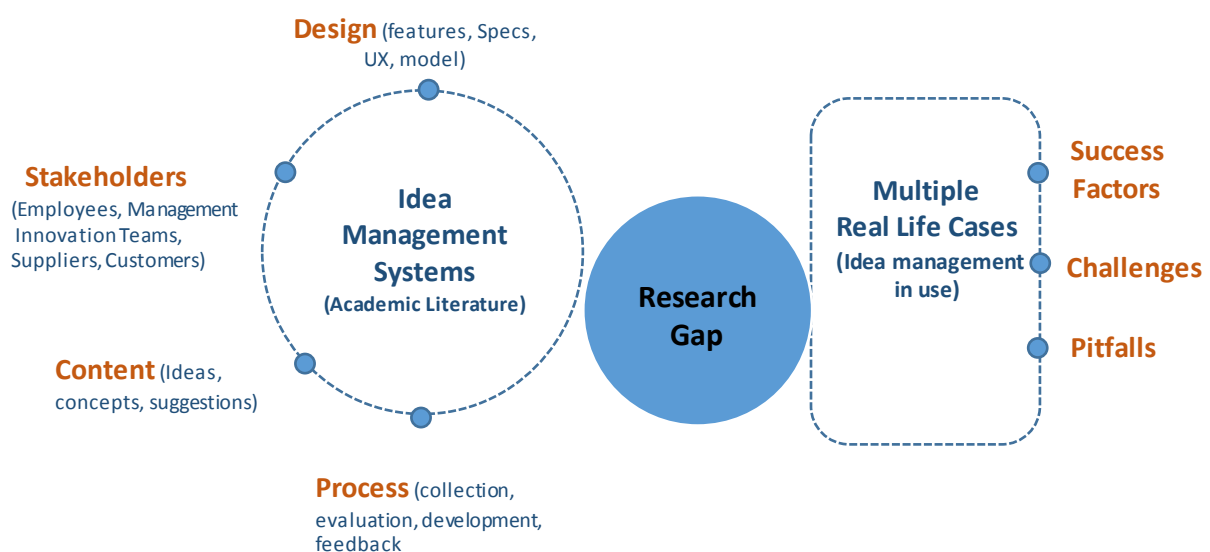 Design (features, Specs,
UX, model)
Stakeholders
(Employees, Management
Innovation Teams,
Suppliers, Customers)
Content (Ideas,
concepts, suggestions)
Process (collection,
evaluation, development,
feedback
Idea
Management
Systems
(Academic Literature)
Research
Gap
Multiple
Real Life Cases
(Idea management
in use)
Success
Factors
Challenges
Pitfalls